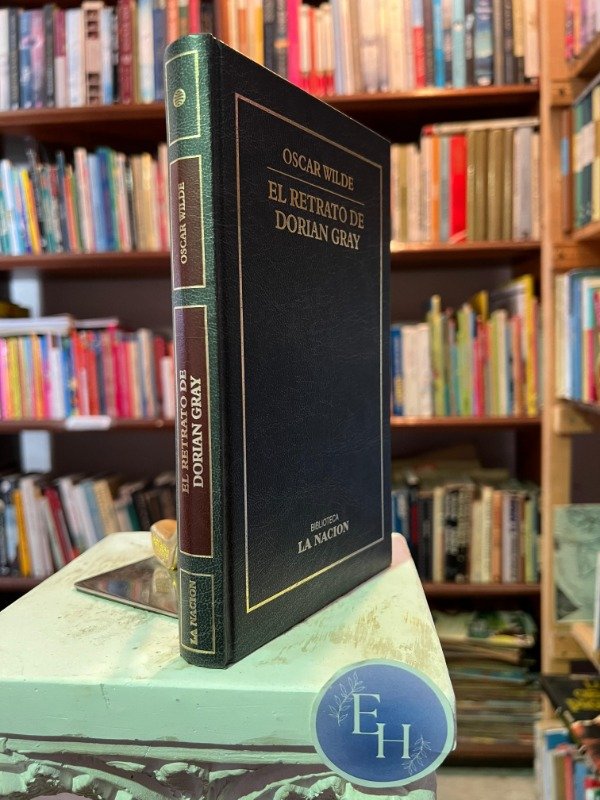 OSCAR WILDE
EL RETRATO DE
DORIAN GRAY
BIBLIOTECA
LA NACION
OSCAR WILDE
EL RETRATO DE
DORIAN GRAY
LA NACION
EH